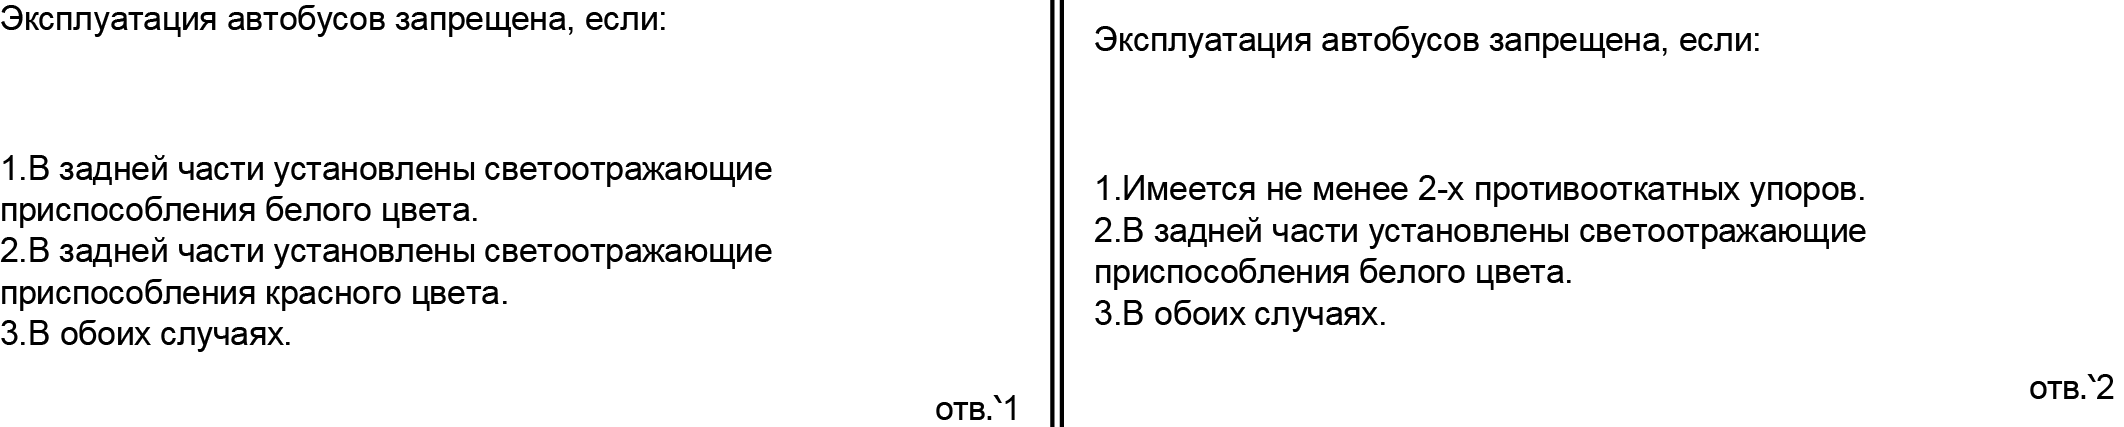 Эксплуатация автобусов запрещена, если:
1.В задней части установлены светоотражающие
приспособления белого цвета.
2.В задней части установлены светоотражающие
приспособления красного цвета.
3.В обоих случаях.
отв.՝1
Эксплуатация автобусов запрещена, если:
1.Имеется не менее 2-х противооткатных упоров.
2.В задней части установлены светоотражающие
приспособления белого цвета.
3.В обоих случаях.
отв.՝2